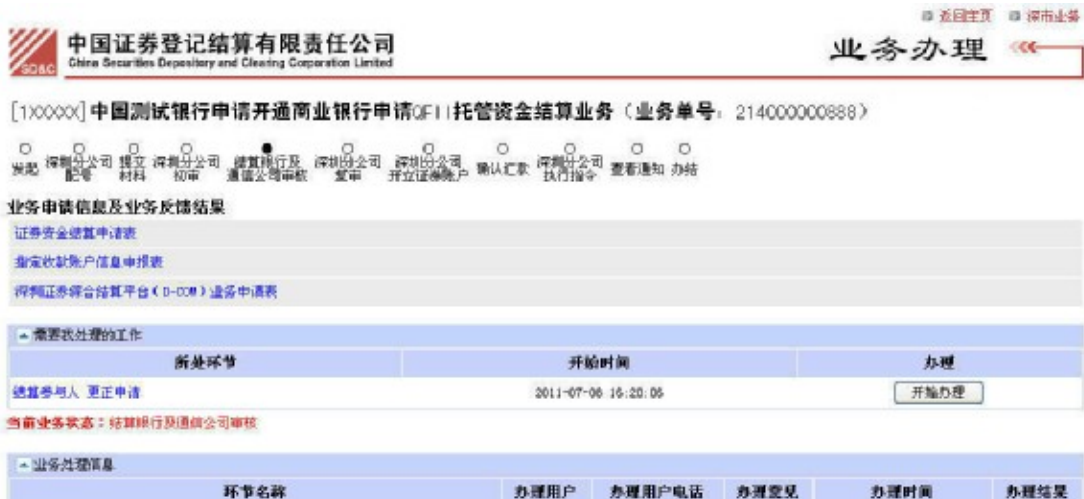 返回主页 深市业务
中国证券登记结算有限责任公司
China Securities Depository and Clearing Corporation Limited
SD&C
业务办理
[1XXXXX]中国测试银行申请开通商业银行申请QFII托管资金结算业务(业务单号:214000000888)
发起 深圳分公司配号 提交材料 深圳分公司初审 结算银行及通信公司审核 深圳分公司复审 深圳分公司开立证券账户 确认汇款 深圳分公司执行指令 查看通知 办结
业务申请信息及业务反馈结果
证券资金结算申请表
指定收款账户信息申报表
深圳证券综合结算平台(D-COM)业务申请表
需要我处理的工作
所处环节 开始时间 办理
结算参与人 更正申请 2011-07-06 16:20:06 开始办理
当前业务状态:结算银行及通信公司审核
业务处理信息
环节名称 办理用户 办理用户电话 办理意见 办理时间 办理结果